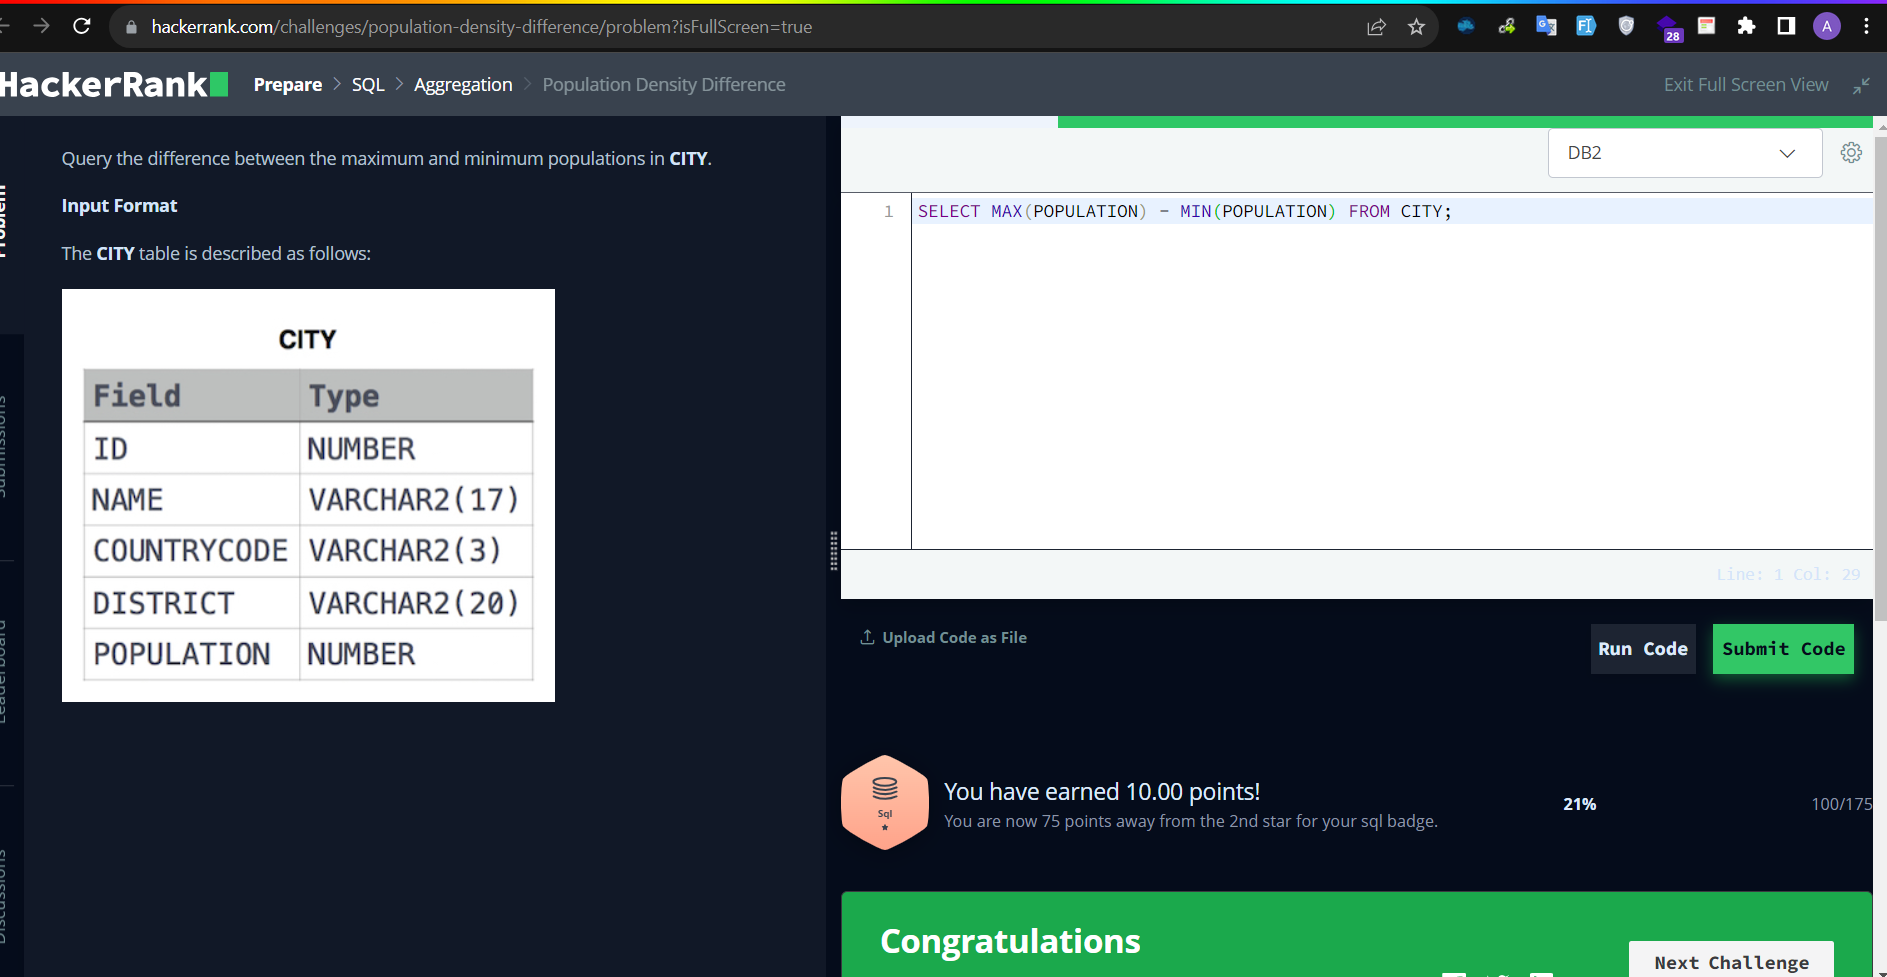 hackerrank.com/challenges/population-density-difference/problem?isFullScreen=true
28
A
HackerRank
Prepare > SQL > Aggregation > Population Density Difference
Exit Full Screen View
Problem
Submissions
Leaderboard
Discussions
Query the difference between the maximum and minimum populations in CITY.
Input Format
The CITY table is described as follows:
CITY
Field Type
ID NUMBER
NAME VARCHAR2(17)
COUNTRYCODE VARCHAR2(3)
DISTRICT VARCHAR2(20)
POPULATION NUMBER
DB2
1 SELECT MAX(POPULATION) - MIN(POPULATION) FROM CITY;
Line: 1 Col: 29
Upload Code as File
Run Code
Submit Code
Sql
You have earned 10.00 points!
You are now 75 points away from the 2nd star for your sql badge.
21%
100/175
Congratulations
Next Challenge